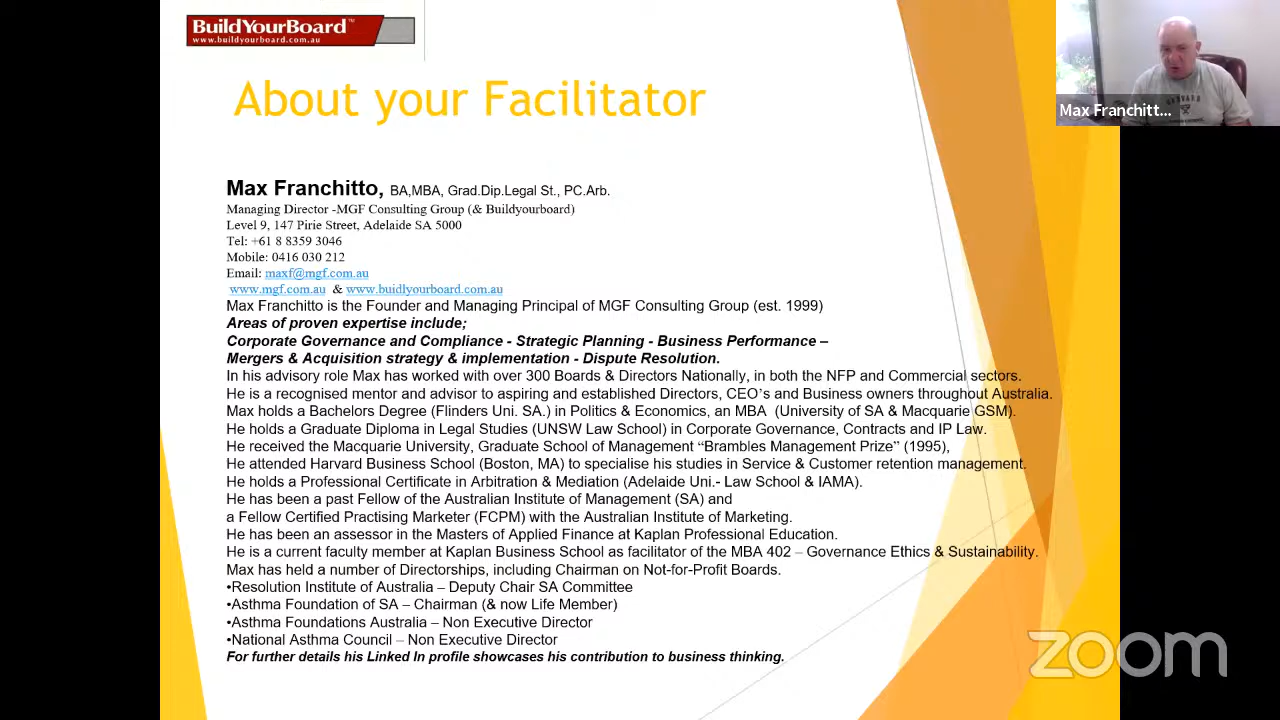 BuildYourBoard™
www.buildyourboard.com.au
About your Facilitator
Max Franchitt...
Max Franchitto, BA,MBA, Grad.Dip.Legal St., PC.Arb.
Managing Director -MGF Consulting Group (& Buildyourboard)
Level 9, 147 Pirie Street, Adelaide SA 5000
Tel: +61 8 8359 3046
Mobile: 0416 030 212
Email: maxf@mgf.com.au
www.mgf.com.au & www.buidlyourboard.com.au
Max Franchitto is the Founder and Managing Principal of MGF Consulting Group (est. 1999)
Areas of proven expertise include;
Corporate Governance and Compliance - Strategic Planning - Business Performance –
Mergers & Acquisition strategy & implementation - Dispute Resolution.
In his advisory role Max has worked with over 300 Boards & Directors Nationally, in both the NFP and Commercial sectors.
He is a recognised mentor and advisor to aspiring and established Directors, CEO's and Business owners throughout Australia.
Max holds a Bachelors Degree (Flinders Uni. SA.) in Politics & Economics, an MBA (University of SA & Macquarie GSM).
He holds a Graduate Diploma in Legal Studies (UNSW Law School) in Corporate Governance, Contracts and IP Law.
He received the Macquarie University, Graduate School of Management “Brambles Management Prize” (1995),
He attended Harvard Business School (Boston, MA) to specialise his studies in Service & Customer retention management.
He holds a Professional Certificate in Arbitration & Mediation (Adelaide Uni.- Law School & IAMA).
He has been a past Fellow of the Australian Institute of Management (SA) and
a Fellow Certified Practising Marketer (FCPM) with the Australian Institute of Marketing.
He has been an assessor in the Masters of Applied Finance at Kaplan Professional Education.
He is a current faculty member at Kaplan Business School as facilitator of the MBA 402 – Governance Ethics & Sustainability.
Max has held a number of Directorships, including Chairman on Not-for-Profit Boards.
•Resolution Institute of Australia – Deputy Chair SA Committee
•Asthma Foundation of SA – Chairman (& now Life Member)
•Asthma Foundations Australia – Non Executive Director
•National Asthma Council – Non Executive Director
For further details his Linked In profile showcases his contribution to business thinking.
HARVARD
zoom